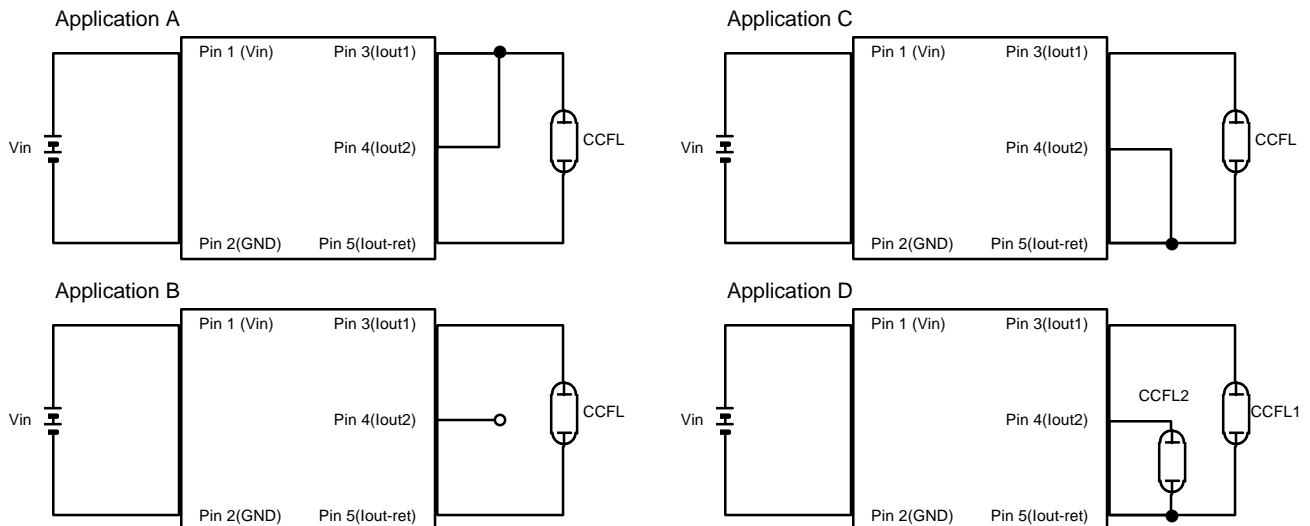 Application A
Pin 1 (Vin)
Pin 3(Iout1)
Vin
Pin 4(Iout2)
CCFL
Pin 2(GND)
Pin 5(Iout-ret)
Application C
Pin 1 (Vin)
Pin 3(Iout1)
Vin
Pin 4(Iout2)
CCFL
Pin 2(GND)
Pin 5(Iout-ret)
Application B
Pin 1 (Vin)
Pin 3(Iout1)
Vin
Pin 4(Iout2)
CCFL
Pin 2(GND)
Pin 5(Iout-ret)
Application D
Pin 1 (Vin)
Pin 3(Iout1)
CCFL2
Vin
Pin 4(Iout2)
CCFL1
Pin 2(GND)
Pin 5(Iout-ret)